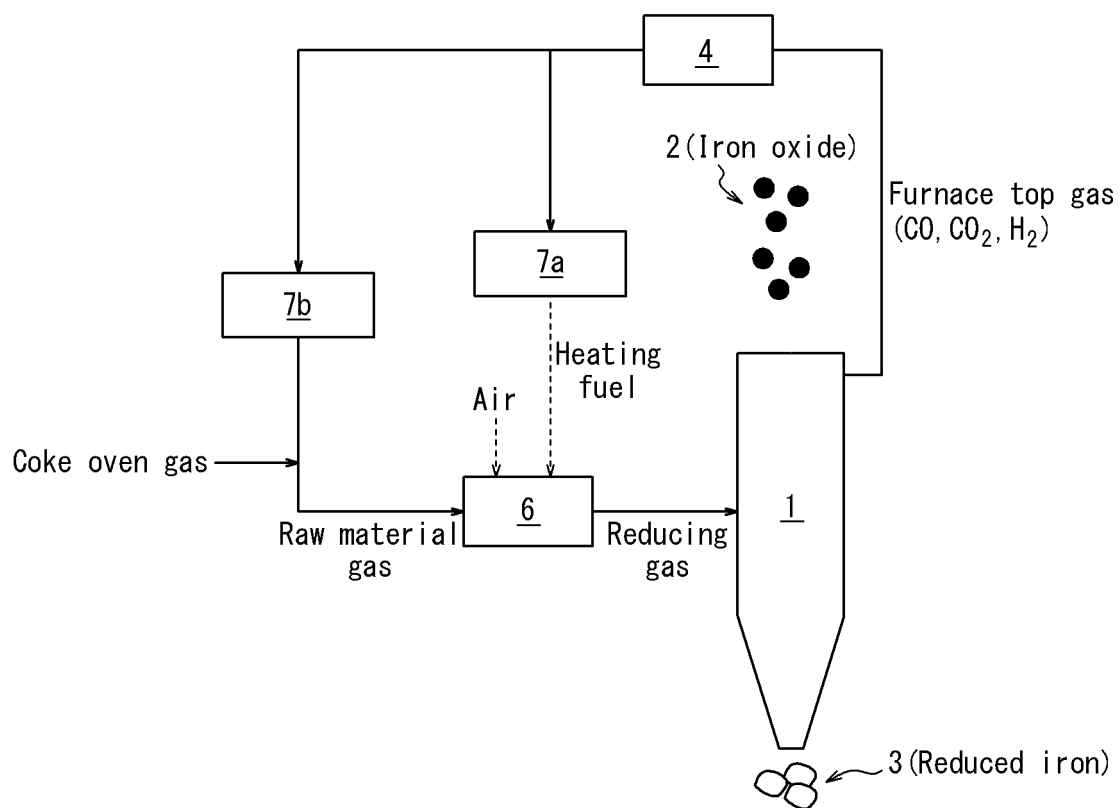 4
2(Iron oxide)
Furnace top gas
(CO, CO₂, H₂)
7a
7b
Heating
fuel
Air
Coke oven gas
6
1
Raw material
gas
Reducing
gas
3(Reduced iron)